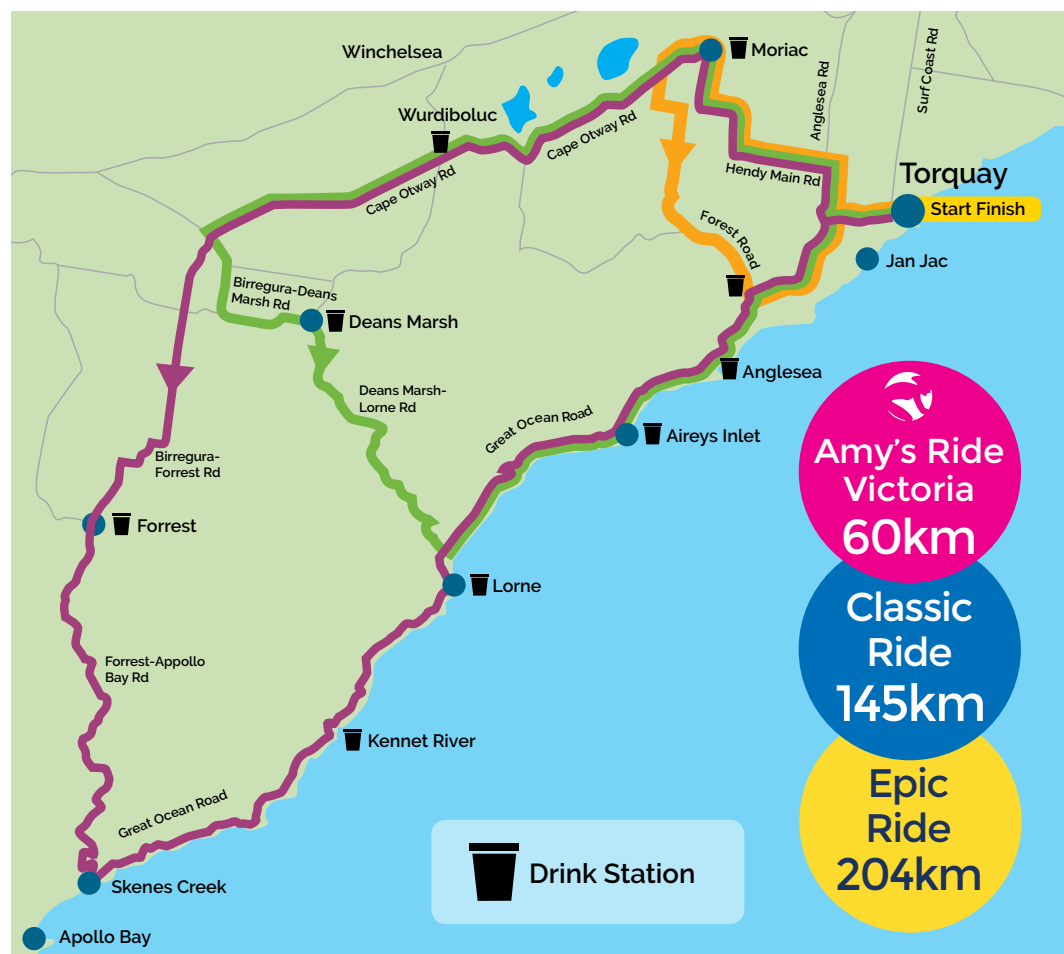 Winchelsea
Moriac
Surf Coast Rd
Anglesea Rd
Wurdiboluc
Cape Otway Rd
Hendy Main Rd
Torquay
Start Finish
Cape Otway Rd
Forest Road
Jan Jac
Birregura-Deans
Marsh Rd
Deans Marsh
Anglesea
Deans Marsh-
Lorne Rd
Great Ocean Road
Aireys Inlet
Birregura-
Forrest Rd
Forrest
Lorne
Forrest-Appollo
Bay Rd
Kennet River
Great Ocean Road
Skenes Creek
Apollo Bay
Drink Station
Amy's Ride
Victoria
60km
Classic
Ride
145km
Epic
Ride
204km